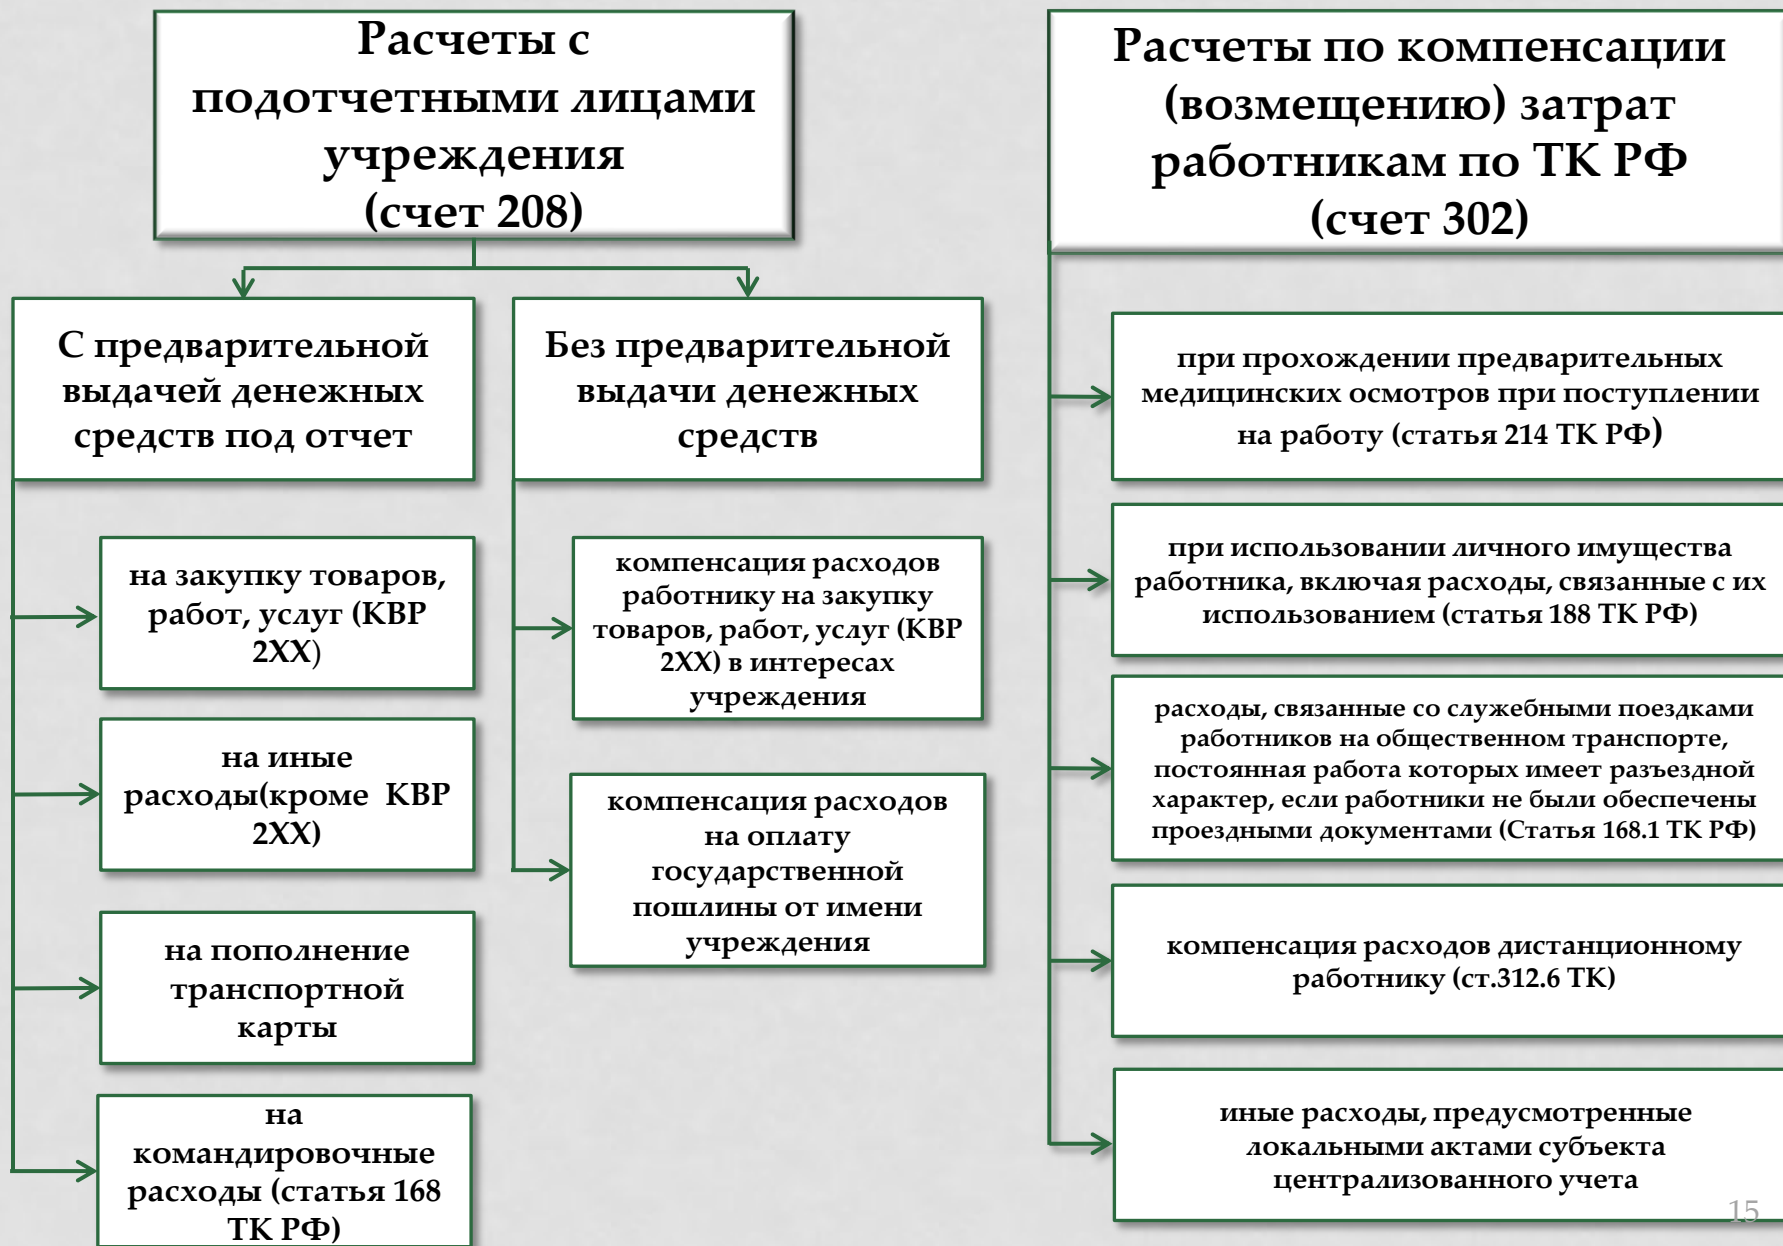 Расчеты с
подотчетными лицами
учреждения
(счет 208)
С предварительной
выдачей денежных
средств под отчет
на закупку товаров,
работ, услуг (КВР
2ХХ)
на иные
расходы(кроме КВР
2ХХ)
на пополнение
транспортной
карты
на
командировочные
расходы (статья 168
ТК РФ)
Без предварительной
выдачи денежных
средств
компенсация расходов
работнику на закупку
товаров, работ, услуг (КВР
2ХХ) в интересах
учреждения
компенсация расходов
на оплату
государственной
пошлины от имени
учреждения
Расчеты по компенсации
(возмещению) затрат
работникам по ТК РФ
(счет 302)
при прохождении предварительных
медицинских осмотров при поступлении
на работу (статья 214 ТК РФ)
при использовании личного имущества
работника, включая расходы, связанные с их
использованием (статья 188 ТК РФ)
расходы, связанные со служебными поездками
работников на общественном транспорте,
постоянная работа которых имеет разъездной
характер, если работники не были обеспечены
проездными документами (Статья 168.1 ТК РФ)
компенсация расходов дистанционному
работнику (ст.312.6 ТК)
иные расходы, предусмотренные
локальными актами субъекта
централизованного учета
15